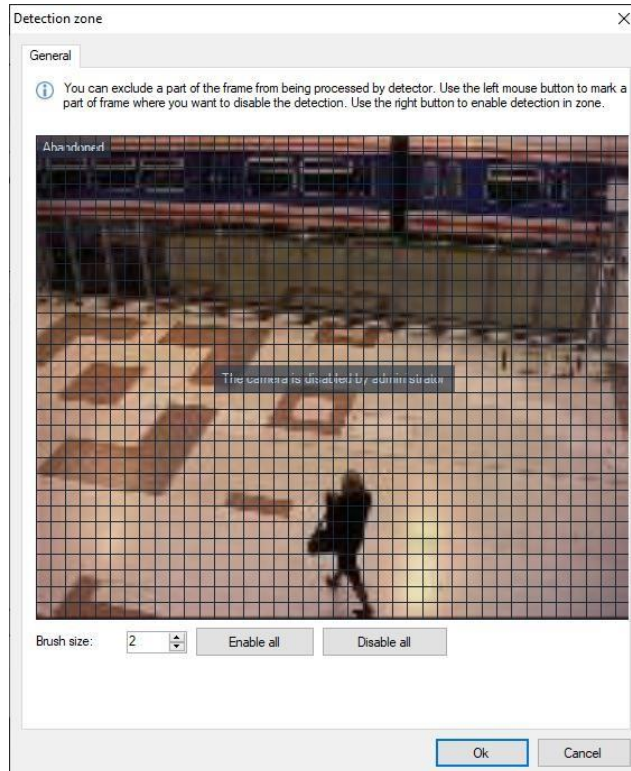 Detection zone
General
You can exclude a part of the frame from being processed by detector. Use the left mouse button to mark a
part of frame where you want to disable the detection. Use the right button to enable detection in zone.
Abandoned
The camera is disabled by administrator
Brush size:
2
Enable all
Disable all
Ok
Cancel